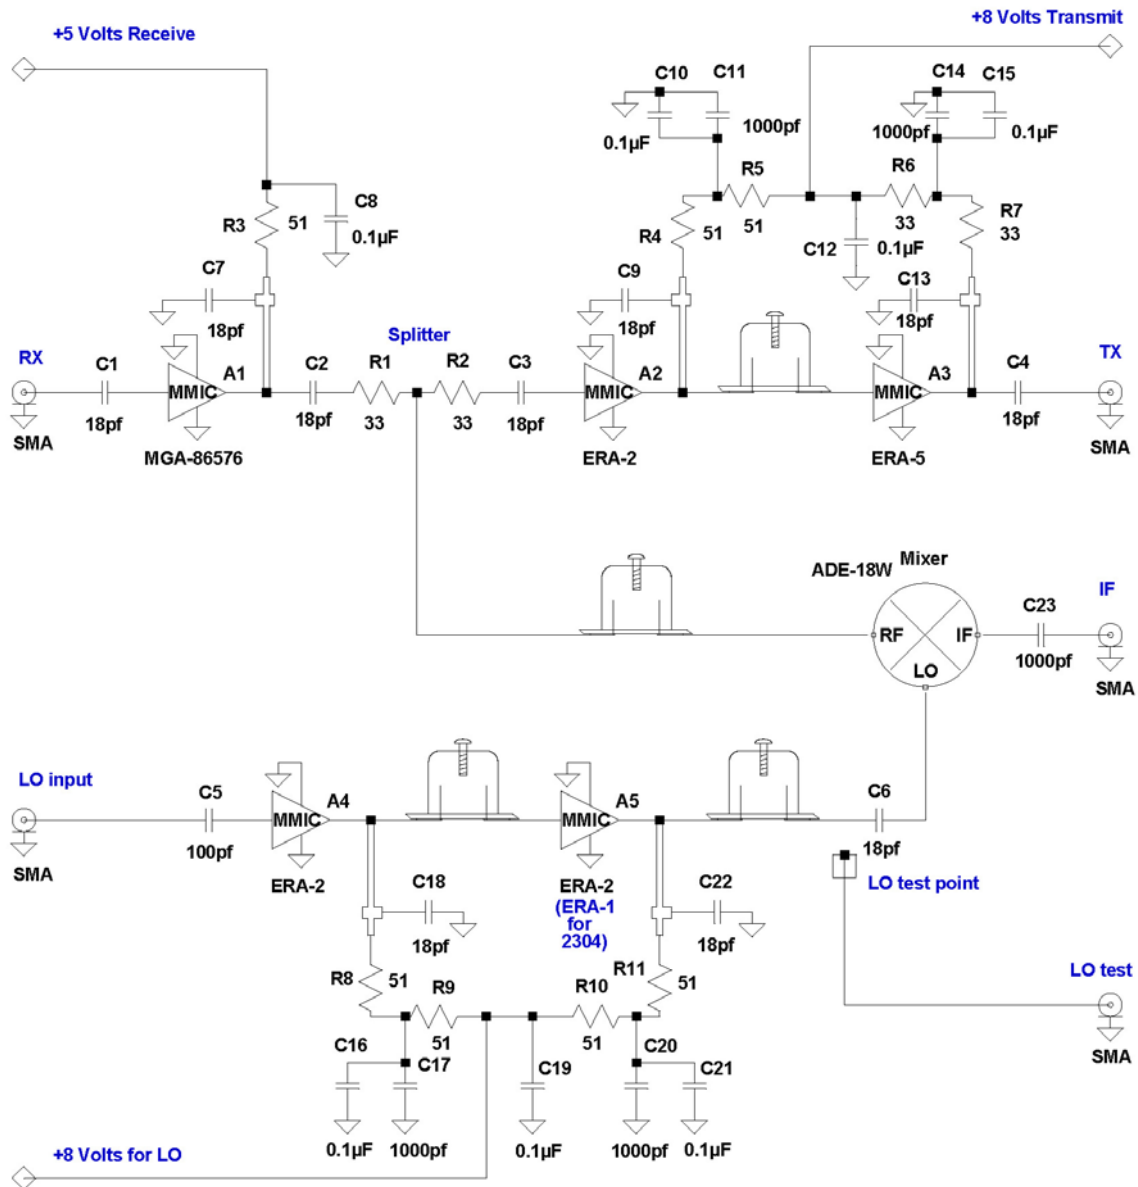 +5 Volts Receive
+8 Volts Transmit
C10 C11
C14 C15
0.1µF 1000pf
1000pf 0.1µF
R3 51
C8
0.1µF
R5
51
R6
33
R4 51
R7
33
C12 0.1µF
C7
18pf
C9
18pf
C13
18pf
Splitter
RX
C1
18pf
SMA
MMIC
A1
MGA-86576
C2
18pf
R1
33
R2
33
C3
18pf
MMIC
A2
ERA-2
MMIC
A3
ERA-5
C4
18pf
TX
SMA
Mixer
ADE-18W
RF IF
LO
C23
1000pf
IF
SMA
LO input
SMA
C5
100pf
MMIC
A4
ERA-2
MMIC
A5
ERA-2
(ERA-1
for
2304)
C6
18pf
LO test point
C18
18pf
C22
18pf
R8 51
R9
51
R10
51
R11
51
LO test
SMA
C16
C17
C19
C20
C21
0.1µF
1000pf
0.1µF
1000pf
0.1µF
+8 Volts for LO